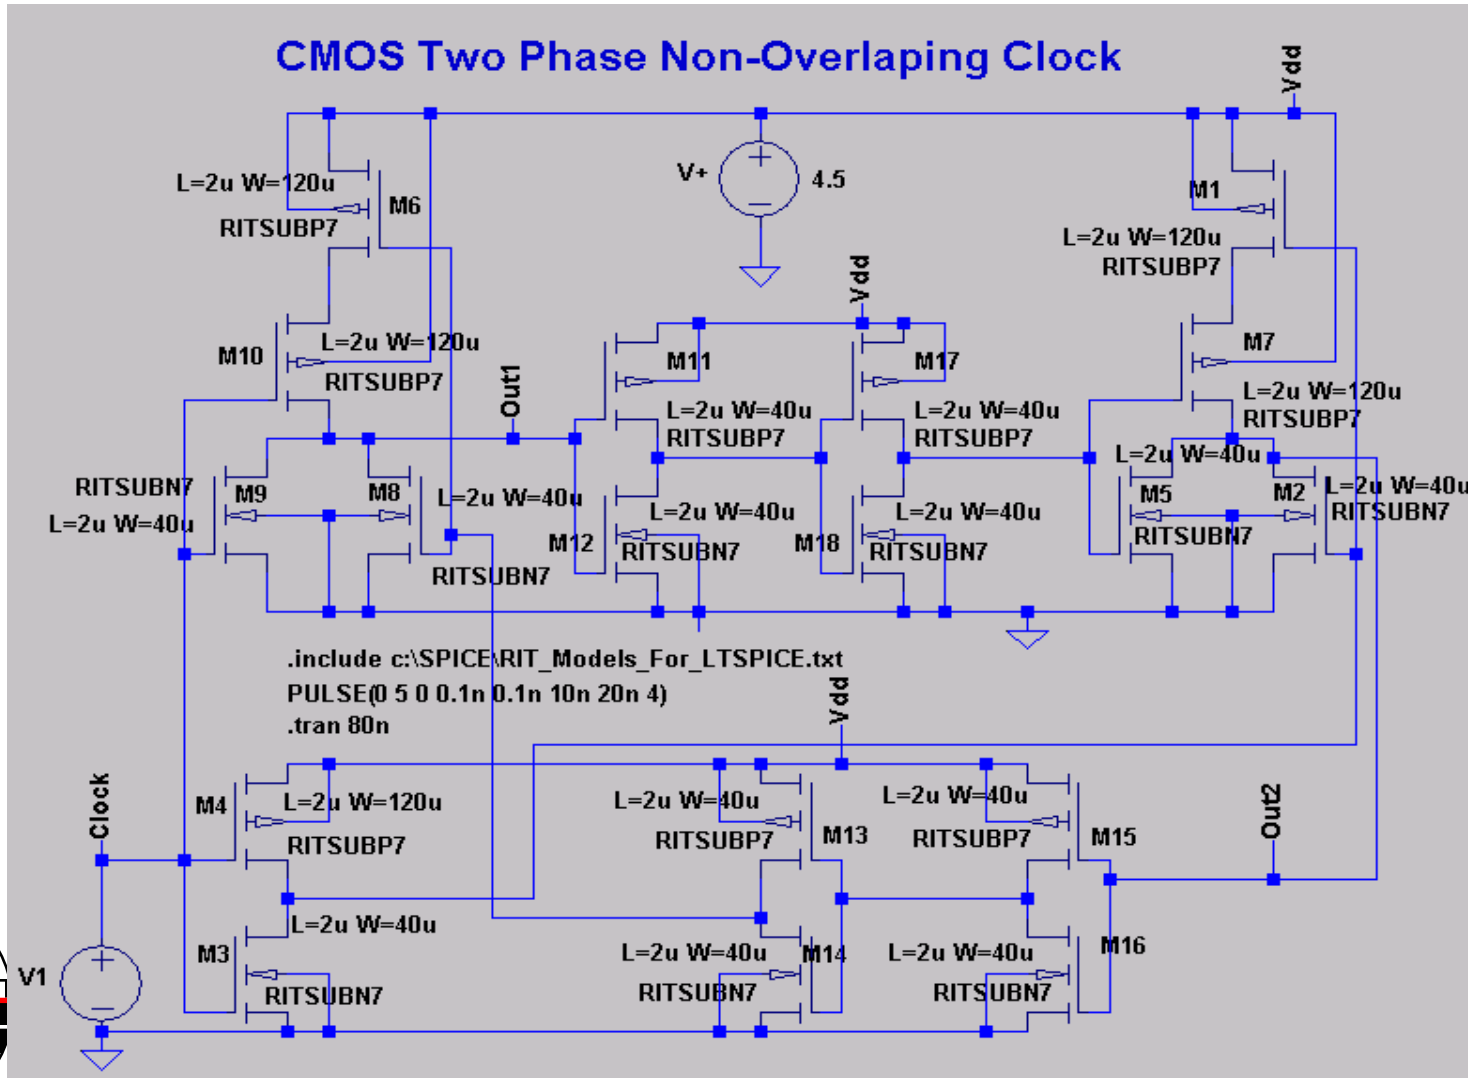 CMOS Two Phase Non-Overlaping Clock
Vdd
L=2u W=120u
M6
RITSUBP7
V+
4.5
M1
L=2u W=120u
RITSUBP7
Vdd
M10
L=2u W=120u
RITSUBP7
Out1
M11
L=2u W=40u
RITSUBP7
M17
L=2u W=40u
RITSUBP7
M7
L=2u W=120u
RITSUBP7
RITSUBN7
M9
L=2u W=40u
M8
L=2u W=40u
RITSUBN7
L=2u W=40u
M12
RITSUBN7
L=2u W=40u
M18
RITSUBN7
L=2u W=40u
M5
RITSUBN7
M2
L=2u W=40u
RITSUBN7
.include c:\SPICE\RIT_Models_For_LTSPICE.txt
PULSE(0 5 0 0.1n 0.1n 10n 20n 4)
.tran 80n
Vdd
Clock
M4
L=2u W=120u
RITSUBP7
L=2u W=40u
M13
RITSUBP7
L=2u W=40u
M15
RITSUBP7
Out2
V1
L=2u W=40u
M3
RITSUBN7
L=2u W=40u
M14
RITSUBN7
L=2u W=40u
M16
RITSUBN7